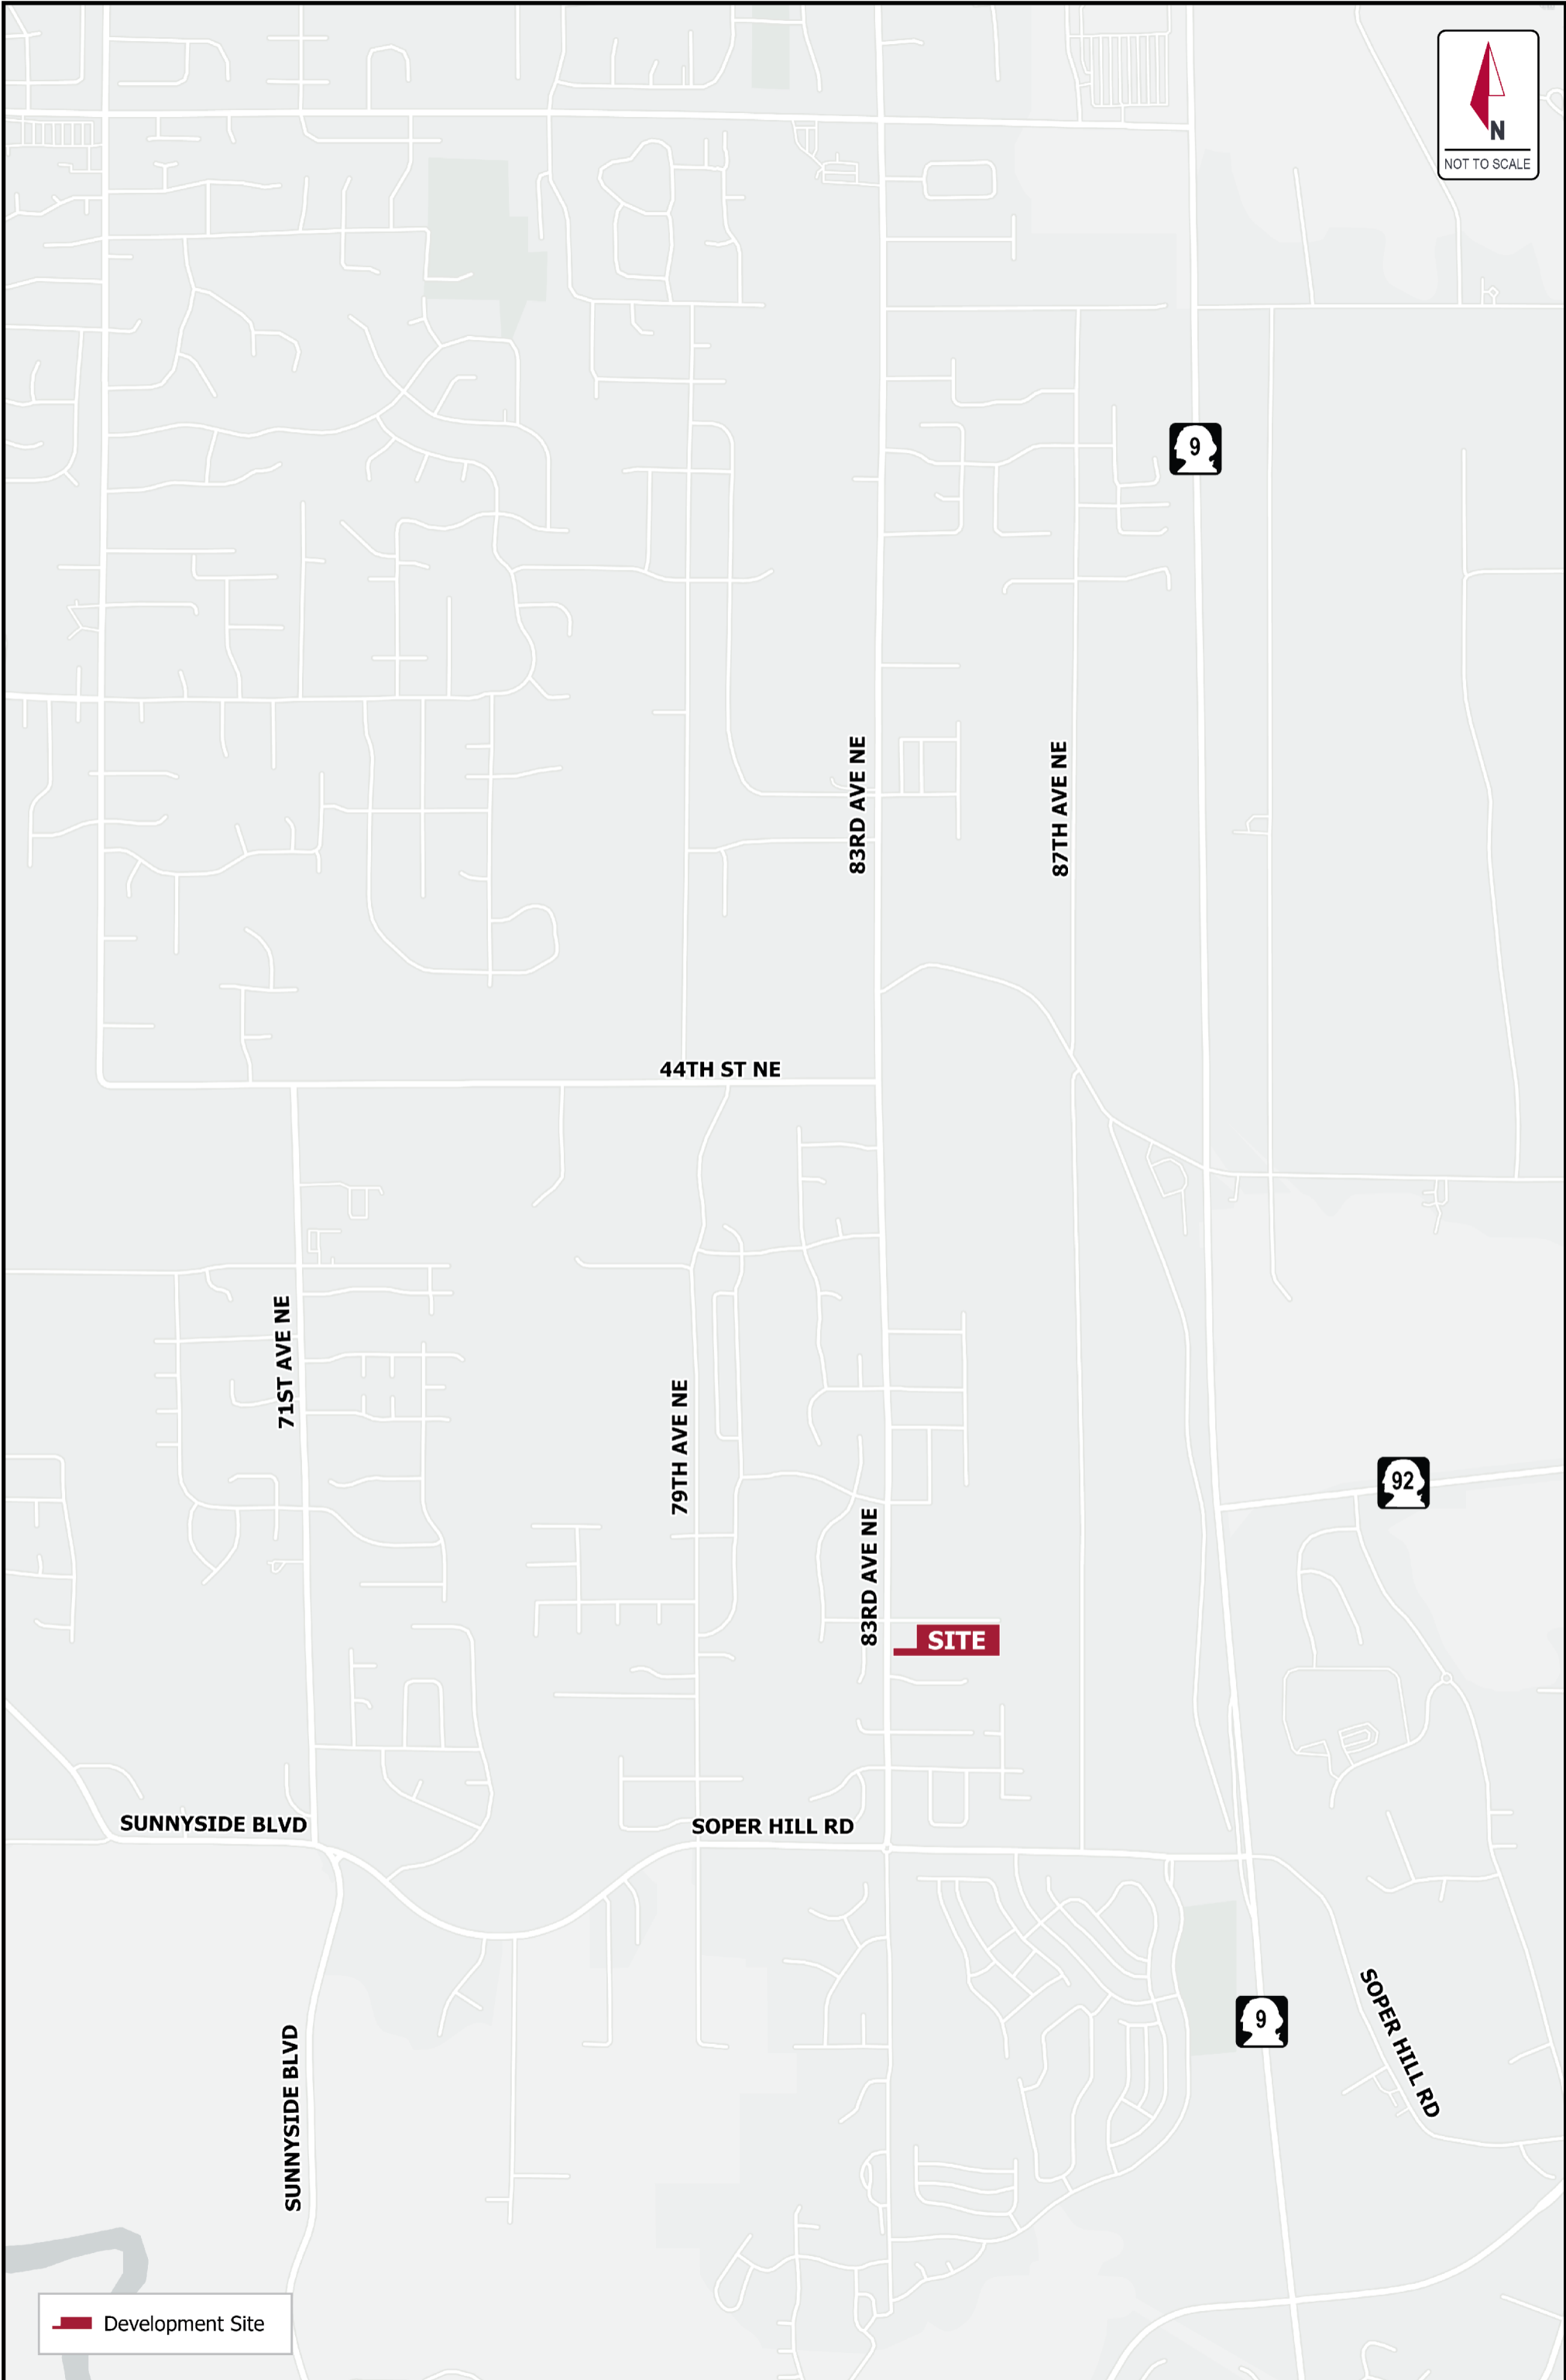 N
NOT TO SCALE
9
83RD AVE NE
87TH AVE NE
44TH ST NE
71ST AVE NE
79TH AVE NE
92
83RD AVE NE
SITE
SUNNYSIDE BLVD
SOPER HILL RD
9
SOPER HILL RD
SUNNYSIDE BLVD
Development Site